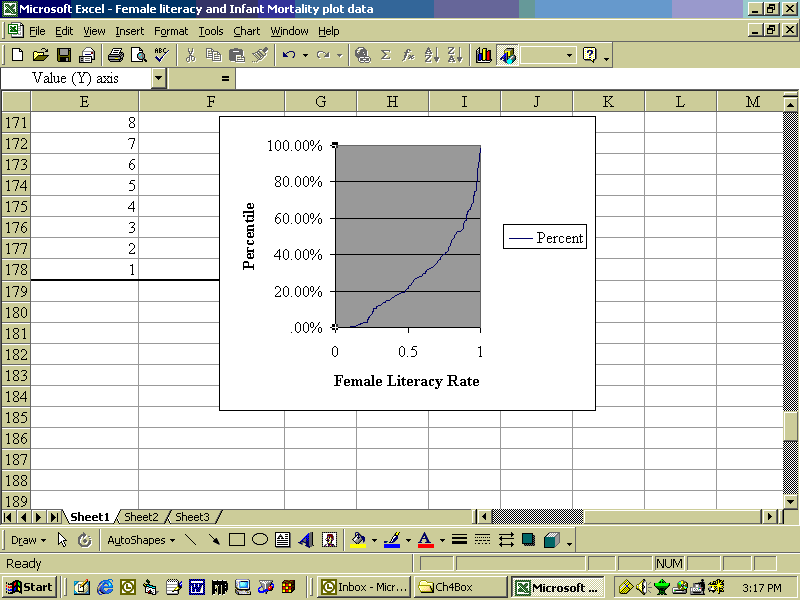 Microsoft Excel - Female literacy and Infant Mortality plot data
File Edit View Insert Format Tools Chart Window Help
Value (Y) axis =
E F G H I J K L M
171 8
172 7
173 6
174 5
175 4
176 3
177 2
178 1
179
180
181
182
183
184
185
186
187
188
189
100.00%
80.00%
60.00%
40.00%
20.00%
.00%
Percentile
0 0.5 1
Female Literacy Rate
Percent
Sheet1 Sheet2 Sheet3
Draw AutoShapes
Ready NUM
Start Inbox - Micr... Ch4Box Microsoft ... 3:17 PM